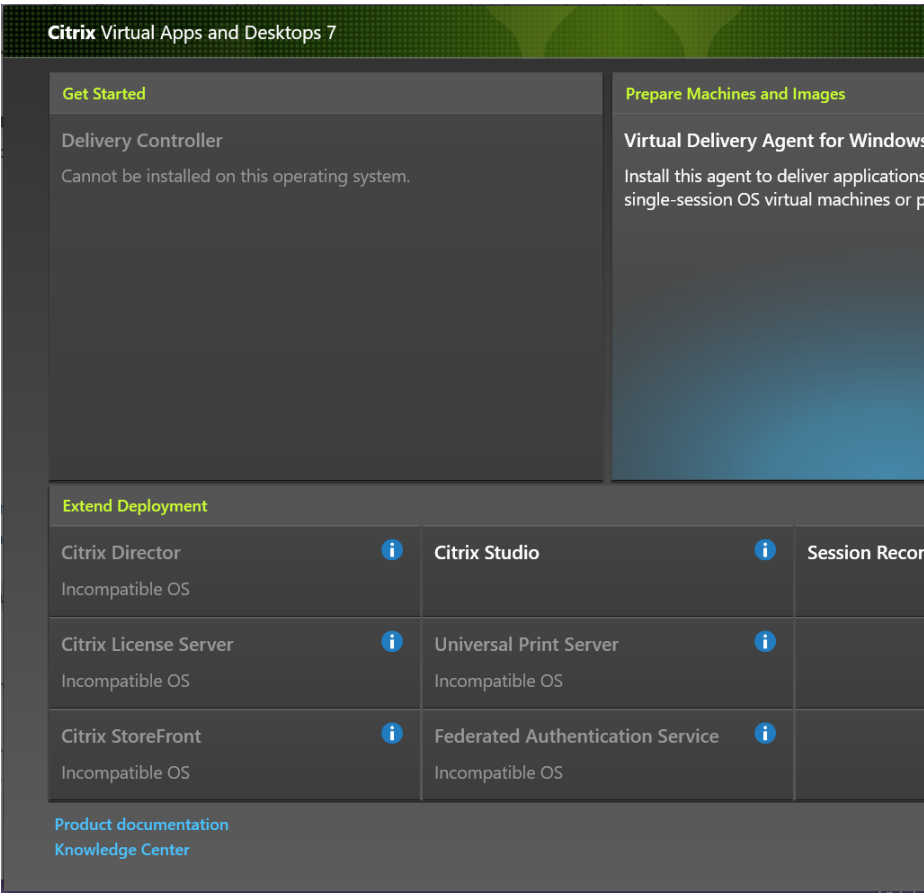 Citrix Virtual Apps and Desktops 7
Get Started
Delivery Controller
Cannot be installed on this operating system.
Prepare Machines and Images
Virtual Delivery Agent for Windows
Install this agent to deliver applications
single-session OS virtual machines or p
Extend Deployment
Citrix Director
Incompatible OS
Citrix Studio
Session Recor
Citrix License Server
Incompatible OS
Universal Print Server
Incompatible OS
Citrix StoreFront
Incompatible OS
Federated Authentication Service
Incompatible OS
Product documentation
Knowledge Center